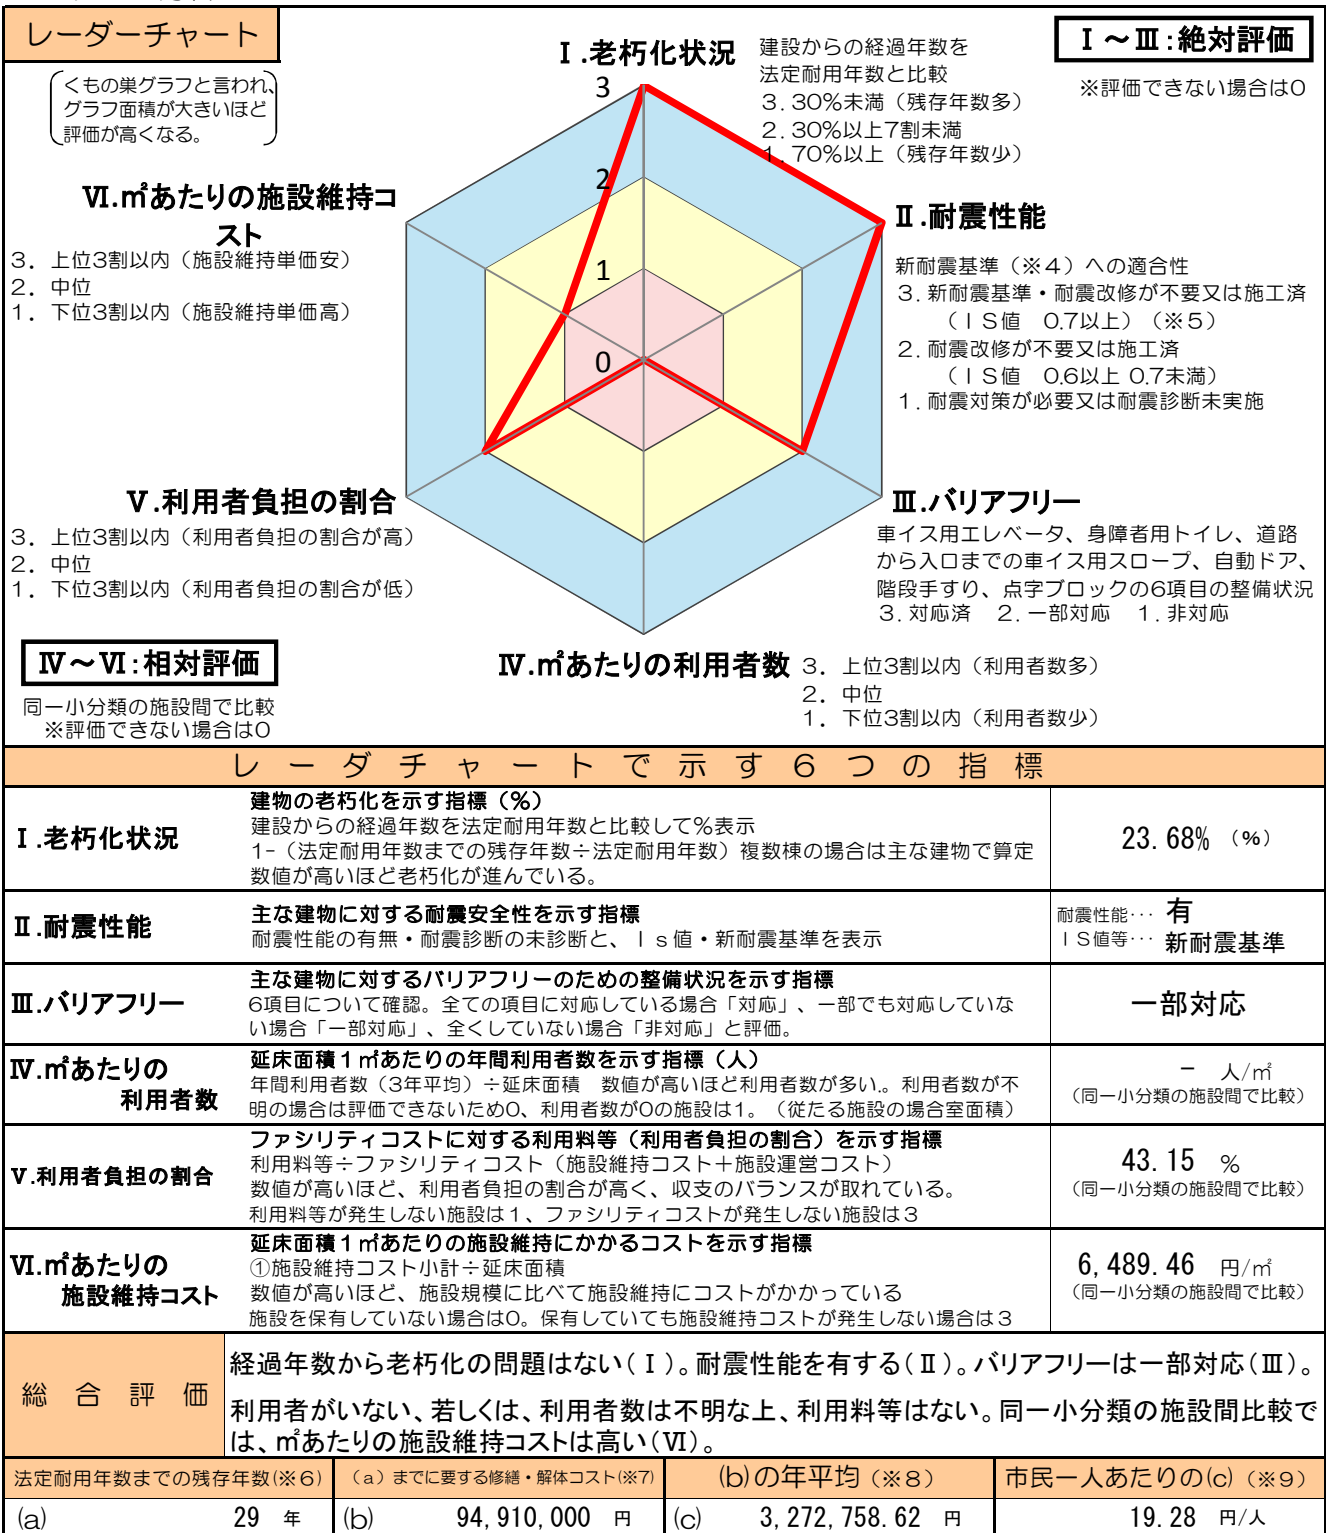 レーダーチャート
くもの巣グラフと言われ、
グラフ面積が大きいほど
評価が高くなる。
Ⅰ～Ⅲ:絶対評価
※評価できない場合は0
Ⅰ.老朽化状況
建設からの経過年数を
法定耐用年数と比較
3.30%未満（残存年数多）
2.30%以上7割未満
1.70%以上（残存年数少）
3
2
1
0
Ⅱ.耐震性能
新耐震基準（※4）への適合性
3.新耐震基準・耐震改修が不要又は施工済
（ＩＳ値　0.7以上）（※5）
2.耐震改修が不要又は施工済
（ＩＳ値　0.6以上 0.7未満）
1.耐震対策が必要又は耐震診断未実施
Ⅵ.㎡あたりの施設維持コ
スト
3．上位3割以内（施設維持単価安）
2．中位
1．下位3割以内（施設維持単価高）
Ⅴ.利用者負担の割合
3．上位3割以内（利用者負担の割合が高）
2．中位
1．下位3割以内（利用者負担の割合が低）
Ⅲ.バリアフリー
車イス用エレベータ、身障者用トイレ、道路
から入口までの車イス用スロープ、自動ドア、
階段手すり、点字ブロックの6項目の整備状況
3.対応済　2.一部対応　1.非対応
Ⅳ～Ⅵ:相対評価
同一小分類の施設間で比較
※評価できない場合は0
Ⅳ.㎡あたりの利用者数
3．上位3割以内（利用者数多）
2．中位
1．下位3割以内（利用者数少）
レーダチャートで示す6つの指標
Ⅰ.老朽化状況
建物の老朽化を示す指標（%）
建設からの経過年数を法定耐用年数と比較して%表示
1-（法定耐用年数までの残存年数÷法定耐用年数）複数棟の場合は主な建物で算定
数値が高いほど老朽化が進んでいる。
23.68% （%）
Ⅱ.耐震性能
主な建物に対する耐震安全性を示す指標
耐震性能の有無・耐震診断の未診断と、Ｉｓ値・新耐震基準を表示
耐震性能… 有
ＩＳ値等… 新耐震基準
Ⅲ.バリアフリー
主な建物に対するバリアフリーのための整備状況を示す指標
6項目について確認。全ての項目に対応している場合「対応」、一部でも対応していな
い場合「一部対応」、全くしていない場合「非対応」と評価。
一部対応
Ⅳ.㎡あたりの
利用者数
延床面積１㎡あたりの年間利用者数を示す指標（人）
年間利用者数（3年平均）÷延床面積　数値が高いほど利用者数が多い。利用者数が不
明の場合は評価できないため0、利用者数が0の施設は1。（従たる施設の場合室面積）
－ 人/㎡
（同一小分類の施設間で比較）
Ⅴ.利用者負担の割合
ファシリティコストに対する利用料等（利用者負担の割合）を示す指標
利用料等÷ファシリティコスト（施設維持コスト＋施設運営コスト）
数値が高いほど、利用者負担の割合が高く、収支のバランスが取れている。
利用料等が発生しない施設は１、ファシリティコストが発生しない施設は３
43.15 %
（同一小分類の施設間で比較）
Ⅵ.㎡あたりの
施設維持コスト
延床面積１㎡あたりの施設維持にかかるコストを示す指標
①施設維持コスト小計÷延床面積
数値が高いほど、施設規模に比べて施設維持にコストがかかっている
施設を保有していない場合は0。保有していても施設維持コストが発生しない場合は３
6,489.46 円/㎡
（同一小分類の施設間で比較）
総合評価
経過年数から老朽化の問題はない(Ⅰ)。耐震性能を有する(Ⅱ)。バリアフリーは一部対応(Ⅲ)。
利用者がいない、若しくは、利用者数は不明な上、利用料等はない。同一小分類の施設間比較で
は、㎡あたりの施設維持コストは高い(Ⅵ)。
法定耐用年数までの残存年数(※6)
（a）までに要する修繕・解体コスト(※7)
(b)の年平均（※8）
市民一人あたりの(c)（※9）
(a) 29 年
(b) 94,910,000 円
(c) 3,272,758.62 円
19.28 円/人